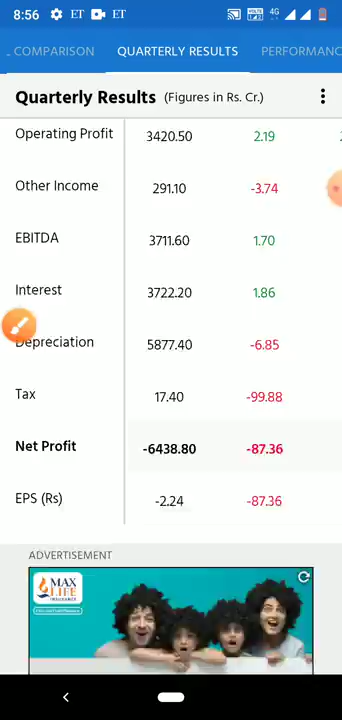 8:56 ET ET 4G
COMPARISON QUARTERLY RESULTS PERFORMANC
Quarterly Results (Figures in Rs. Cr.)
Operating Profit 3420.50 2.19
Other Income 291.10 -3.74
EBITDA 3711.60 1.70
Interest 3722.20 1.86
Depreciation 5877.40 -6.85
Tax 17.40 -99.88
Net Profit -6438.80 -87.36
EPS (Rs) -2.24 -87.36
ADVERTISEMENT
MAX
LIFE
INSURANCE